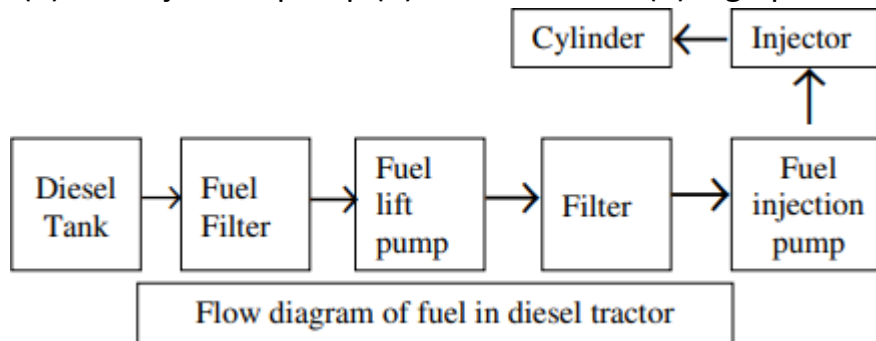 Cylinder
Injector
Diesel
Tank
Fuel
Filter
Fuel
lift
pump
Filter
Fuel
injection
pump
Flow diagram of fuel in diesel tractor